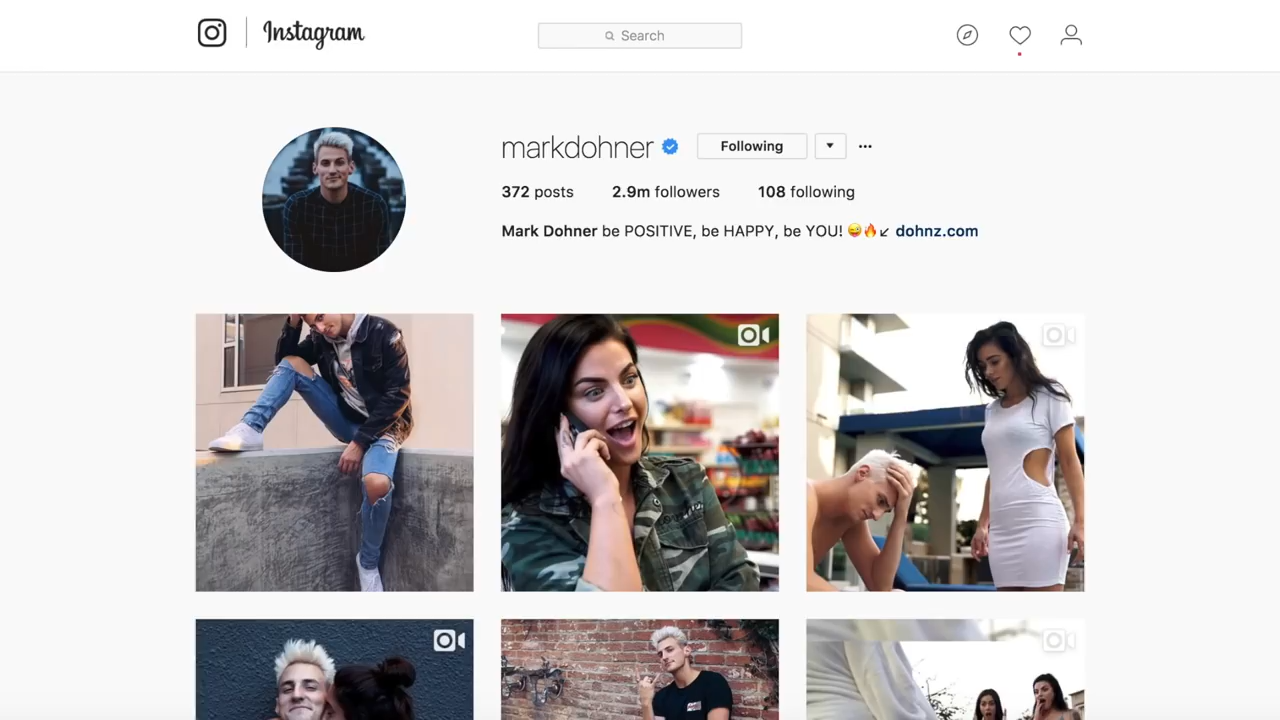 Instagram
Search
markdohner
Following
...
372 posts 2.9m followers 108 following
Mark Dohner be POSITIVE, be HAPPY, be YOU! 😜🔥↙ dohnz.com